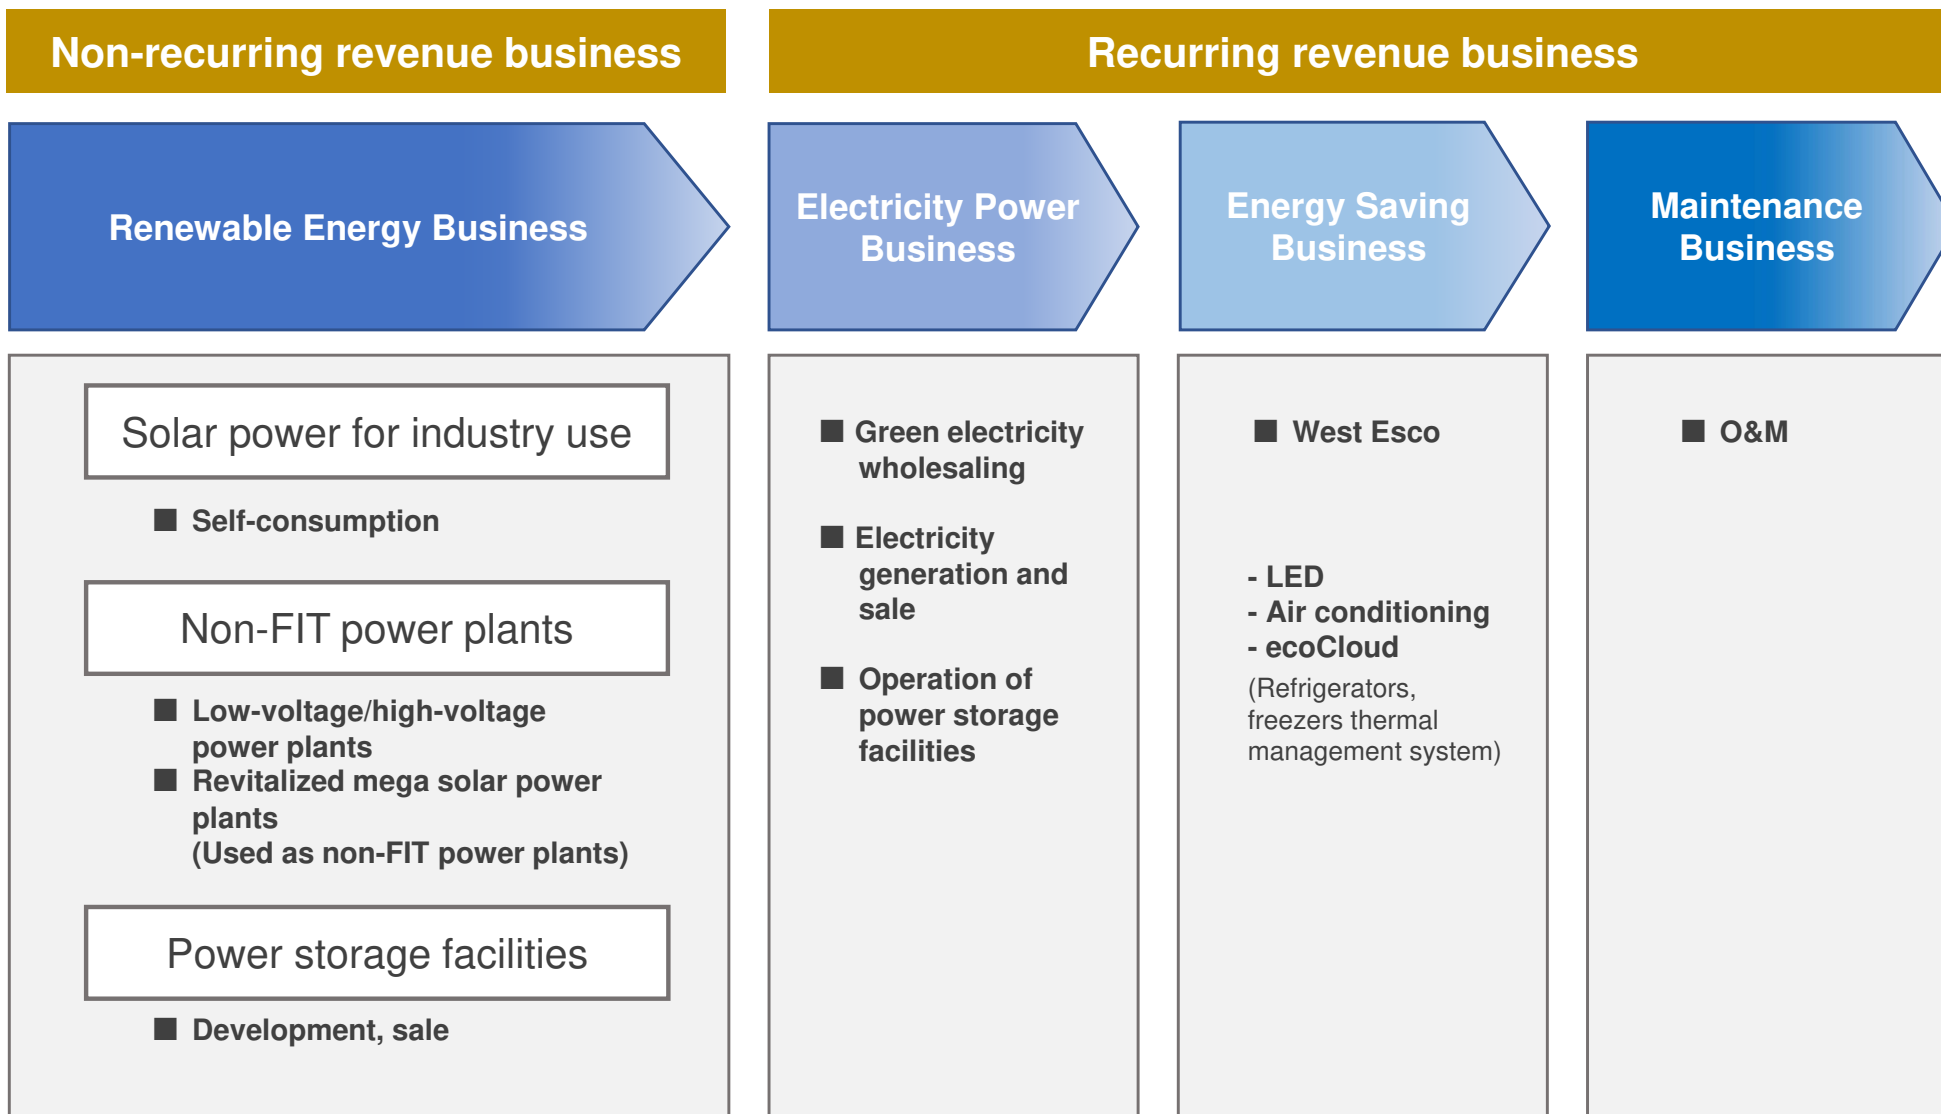 Non-recurring revenue business
Recurring revenue business
Renewable Energy Business
Electricity Power
Business
Energy Saving
Business
Maintenance
Business
Solar power for industry use
■ Self-consumption
Non-FIT power plants
■ Low-voltage/high-voltage
power plants
■ Revitalized mega solar power
plants
(Used as non-FIT power plants)
Power storage facilities
■ Development, sale
■ Green electricity
wholesaling
■ Electricity
generation and
sale
■ Operation of
power storage
facilities
■ West Esco
- LED
- Air conditioning
- ecoCloud
(Refrigerators,
freezers thermal
management system)
■ O&M